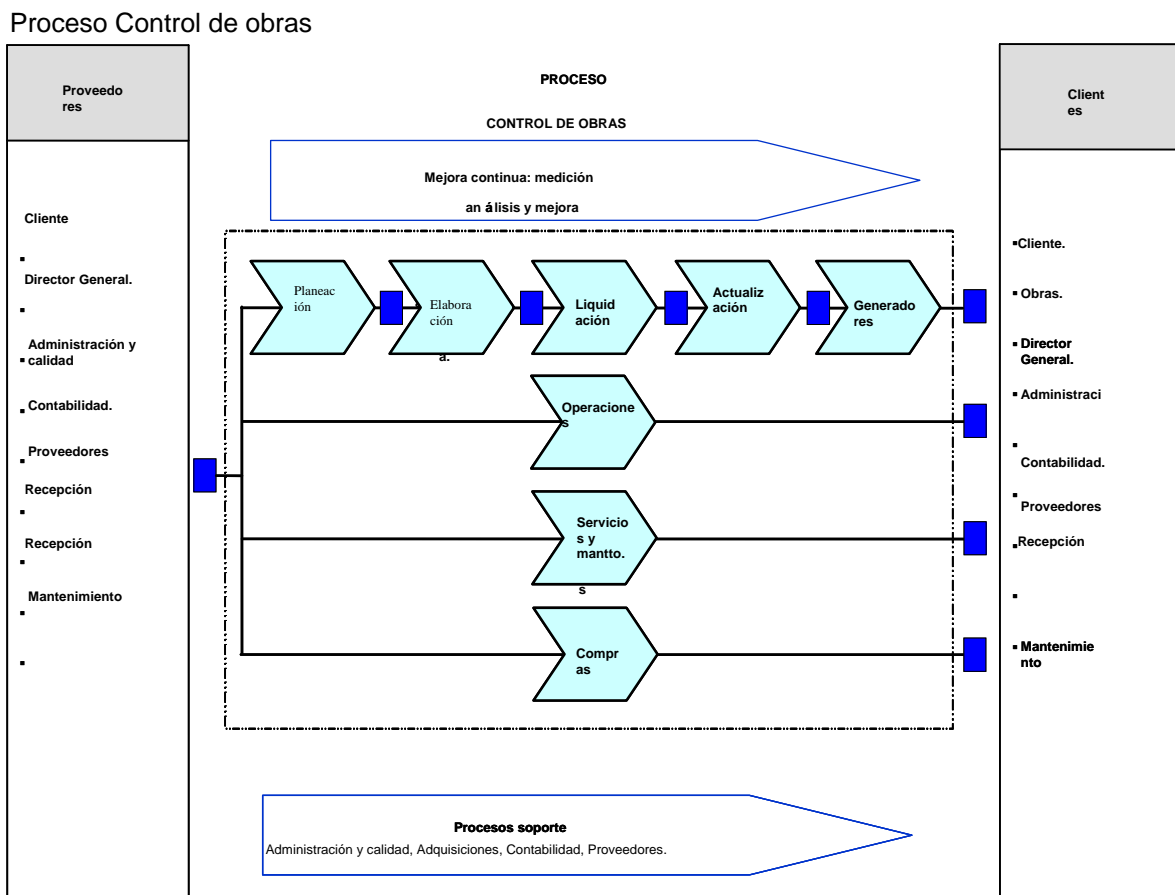 Proceso Control de obras
Proveedo
res
Cliente
Director General.
Administración y
calidad
Contabilidad.
Proveedores
Recepción
Recepción
Mantenimiento
PROCESO
CONTROL DE OBRAS
Mejora continua: medición
an álisis y mejora
Planeac
ión
Elabora
ción
a.
Liquid
ación
Actualiz
ación
Generado
res
Operacione
s
Servicio
s y
mantto.
s
Compr
as
Procesos soporte
Administración y calidad, Adquisiciones, Contabilidad, Proveedores.
Client
es
Cliente.
Obras.
Director
General.
Administraci
Contabilidad.
Proveedores
Recepción
Mantenimie
nto